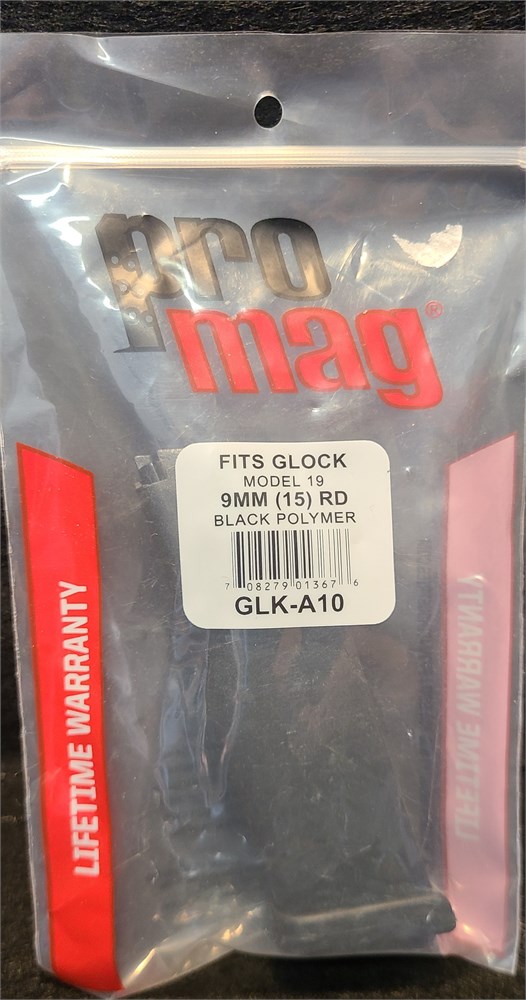 pro
mag®
FITS GLOCK
MODEL 19
9MM (15) RD
BLACK POLYMER
7 08279 01367 6
GLK-A10
LIFETIME WARRANTY
LIFETIME WARRANTY